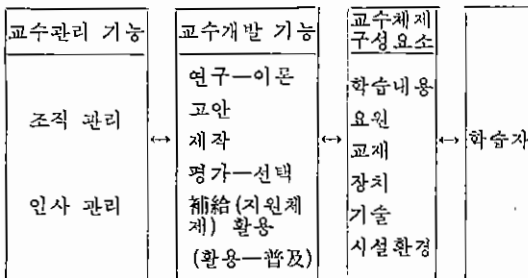 교수관리 기능
조직 관리
인사 관리
↔
교수개발 기능
연구—이론
고안
제작
평가—선택
補給(지원체
제) 활용
(활용—普及)
↔
교수체제
구성요소
학습내용
요원
교재
장치
기술
시설환경
↔
학습자